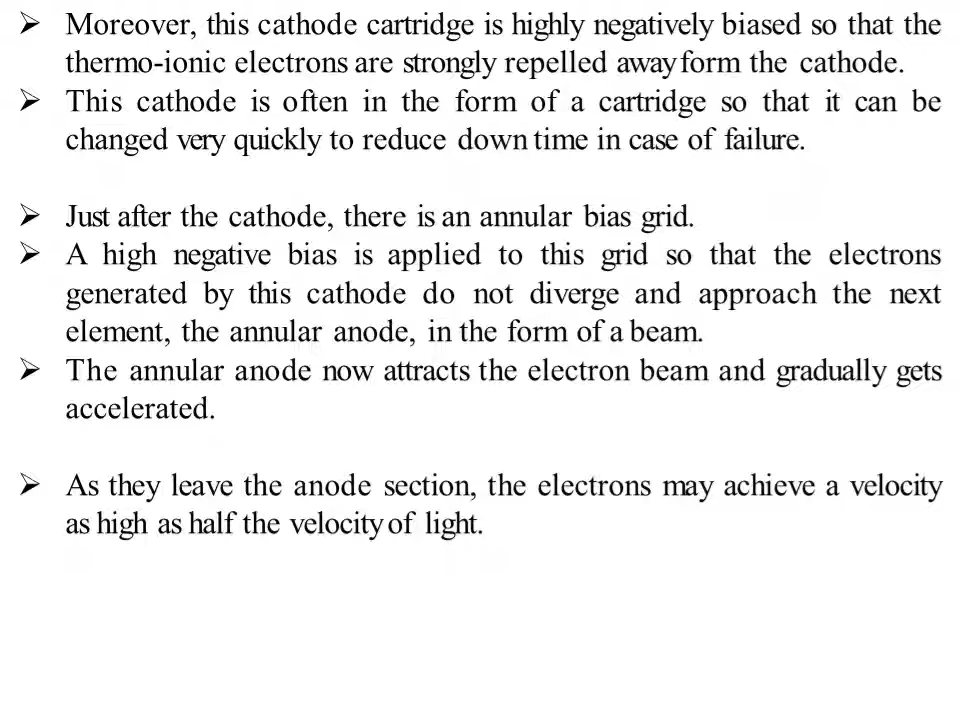 ➢ Moreover, this cathode cartridge is highly negatively biased so that the
thermo-ionic electrons are strongly repelled away form the cathode.
➢ This cathode is often in the form of a cartridge so that it can be
changed very quickly to reduce down time in case of failure.
➢ Just after the cathode, there is an annular bias grid.
➢ A high negative bias is applied to this grid so that the electrons
generated by this cathode do not diverge and approach the next
element, the annular anode, in the form of a beam.
➢ The annular anode now attracts the electron beam and gradually gets
accelerated.
➢ As they leave the anode section, the electrons may achieve a velocity
as high as half the velocity of light.